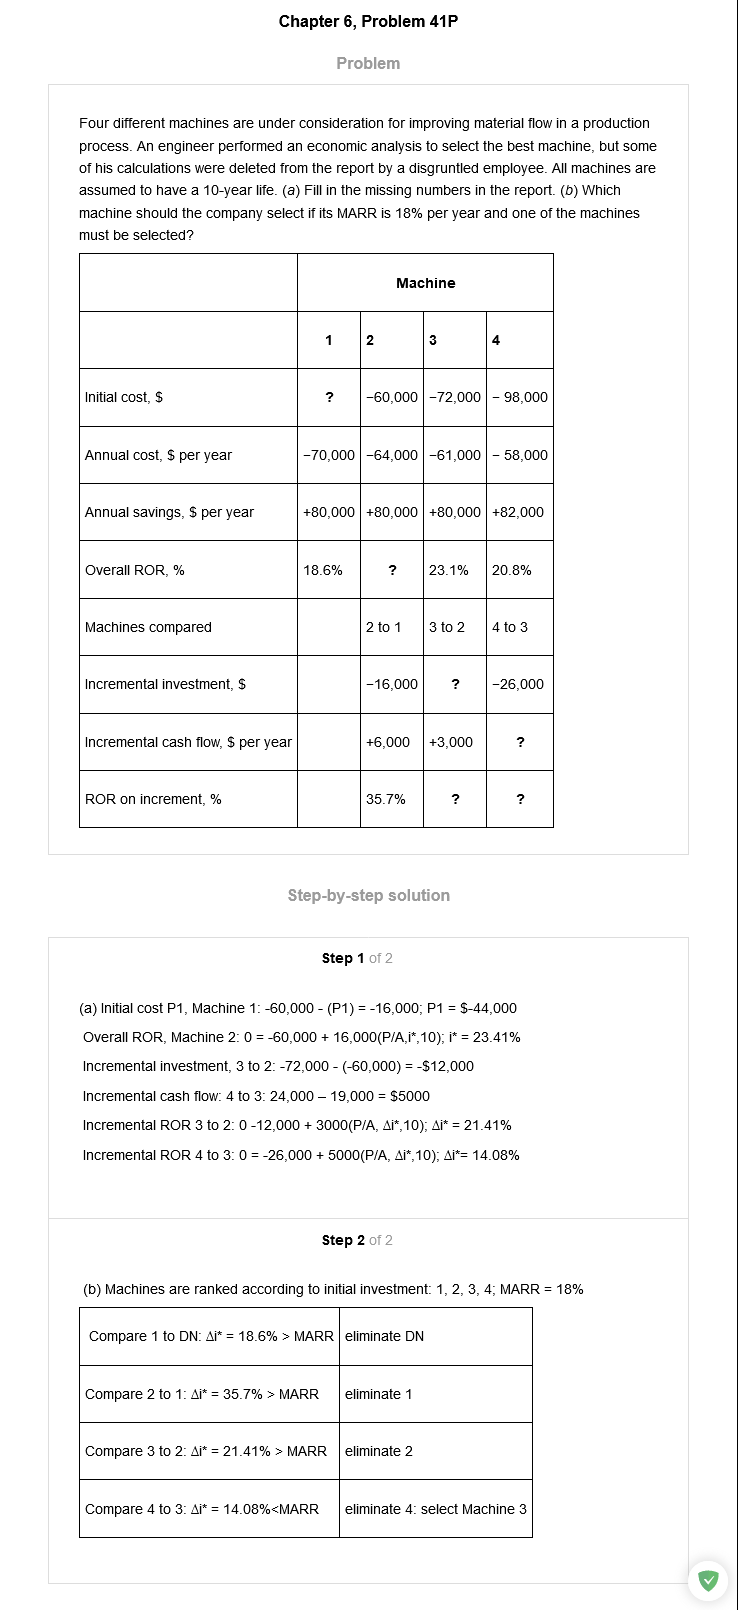 Chapter 6, Problem 41P
Problem
Four different machines are under consideration for improving material flow in a production
process. An engineer performed an economic analysis to select the best machine, but some
of his calculations were deleted from the report by a disgruntled employee. All machines are
assumed to have a 10-year life. (a) Fill in the missing numbers in the report. (b) Which
machine should the company select if its MARR is 18% per year and one of the machines
must be selected?
Machine
1 2 3 4
Initial cost, $ ? −60,000 −72,000 − 98,000
Annual cost, $ per year −70,000 −64,000 −61,000 − 58,000
Annual savings, $ per year +80,000 +80,000 +80,000 +82,000
Overall ROR, % 18.6% ? 23.1% 20.8%
Machines compared 2 to 1 3 to 2 4 to 3
Incremental investment, $ −16,000 ? −26,000
Incremental cash flow, $ per year +6,000 +3,000 ?
ROR on increment, % 35.7% ? ?
Step-by-step solution
Step 1 of 2
(a) Initial cost P1, Machine 1: -60,000 - (P1) = -16,000; P1 = $-44,000
Overall ROR, Machine 2: 0 = -60,000 + 16,000(P/A,i*,10); i* = 23.41%
Incremental investment, 3 to 2: -72,000 - (-60,000) = -$12,000
Incremental cash flow: 4 to 3: 24,000 – 19,000 = $5000
Incremental ROR 3 to 2: 0 -12,000 + 3000(P/A, Δi*,10); Δi* = 21.41%
Incremental ROR 4 to 3: 0 = -26,000 + 5000(P/A, Δi*,10); Δi*= 14.08%
Step 2 of 2
(b) Machines are ranked according to initial investment: 1, 2, 3, 4; MARR = 18%
Compare 1 to DN: Δi* = 18.6% > MARR eliminate DN
Compare 2 to 1: Δi* = 35.7% > MARR eliminate 1
Compare 3 to 2: Δi* = 21.41% > MARR eliminate 2
Compare 4 to 3: Δi* = 14.08%<MARR eliminate 4: select Machine 3